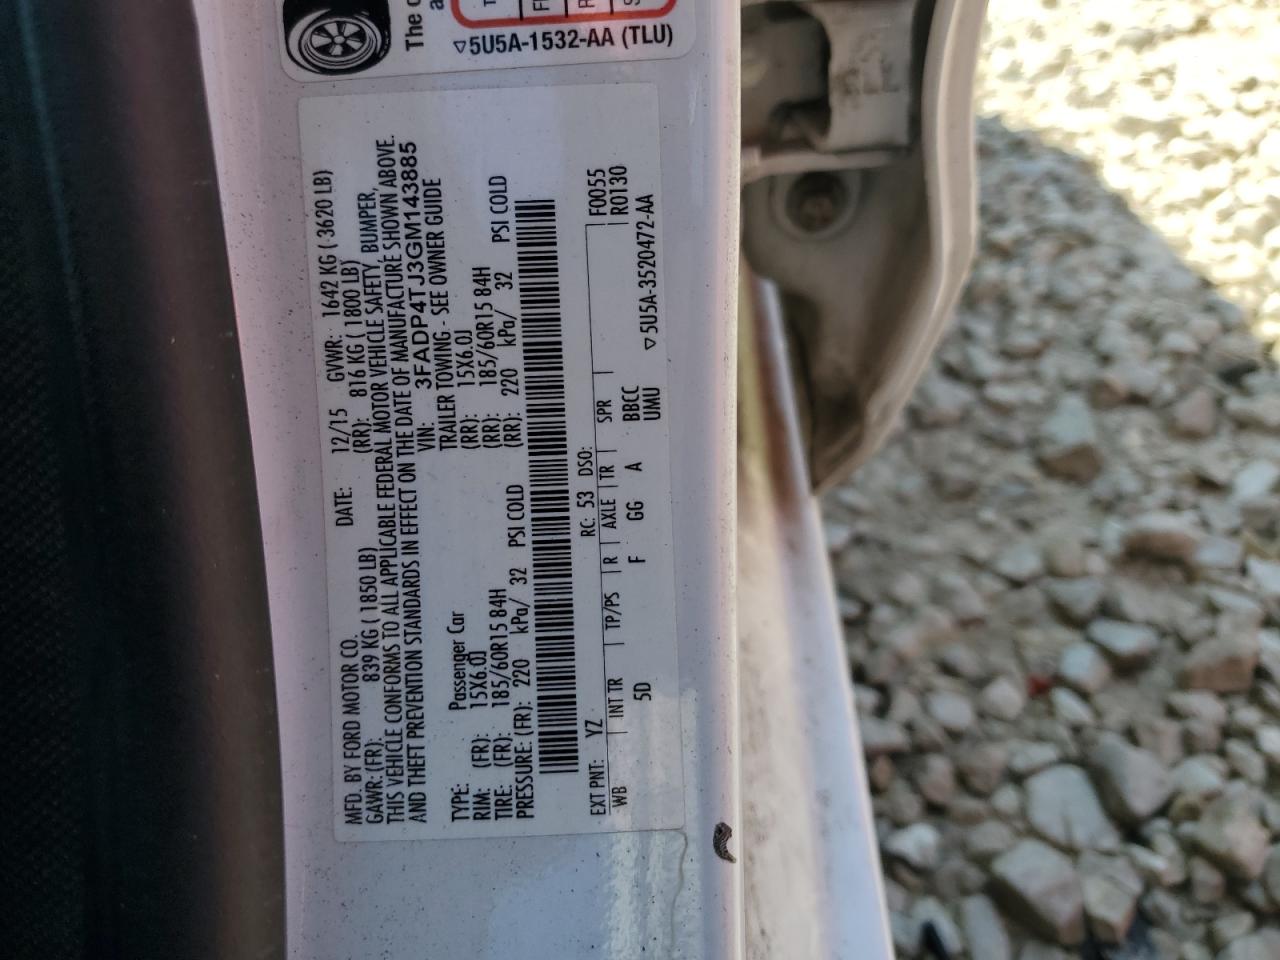 The
5U5A-1532-AA (TLU)
MFD. BY FORD MOTOR CO. DATE: 12/15 GVWR: 1642 KG ( 3620 LB)
GAWR: (FR): 839 KG ( 1850 LB) (RR): 816 KG ( 1800 LB)
THIS VEHICLE CONFORMS TO ALL APPLICABLE FEDERAL MOTOR VEHICLE SAFETY, BUMPER,
AND THEFT PREVENTION STANDARDS IN EFFECT ON THE DATE OF MANUFACTURE SHOWN ABOVE.
VIN: 3FADP4TJ3GM143885
TYPE: Passenger Car TRAILER TOWING - SEE OWNER GUIDE
RIM: (FR): 15X6.0J (RR): 15X6.0J
TIRE: (FR): 185/60R15 84H (RR): 185/60R15 84H
PRESSURE: (FR): 220 kPa/ 32 PSI COLD (RR): 220 kPa/ 32 PSI COLD
EXT PNT: YZ RC: 53 DSO: F0055
WB INT TR TP/PS R AXLE TR SPR R0130
5D F GG A BBCC
UMU
5U5A-3520472-AA